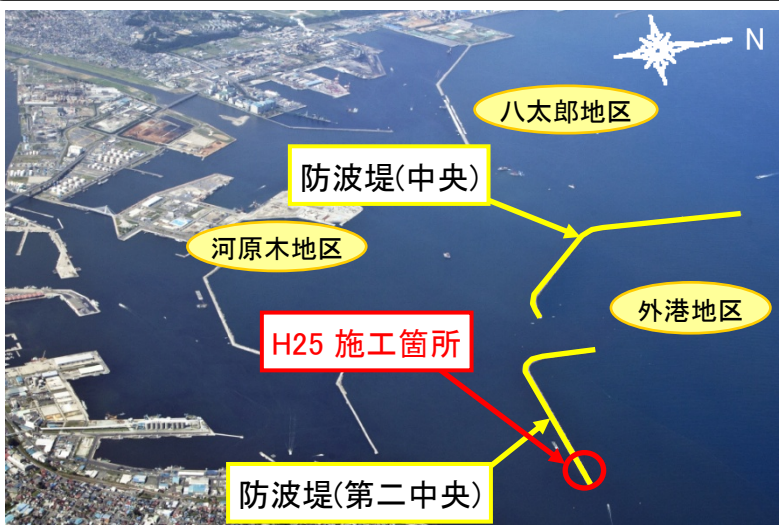 N
八太郎地区
防波堤(中央)
河原木地区
外港地区
H25 施工箇所
防波堤(第二中央)